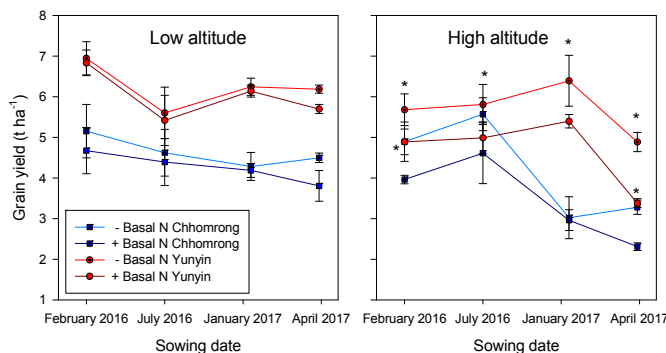 8
7
6
5
4
3
2
1
Grain yield (t ha-1)
Low altitude
- Basal N Chhomrong
+ Basal N Chhomrong
- Basal N Yunyin
+ Basal N Yunyin
February 2016 July 2016 January 2017 April 2017
Sowing date
High altitude
* * * *
* *
February 2016 July 2016 January 2017 April 2017
Sowing date